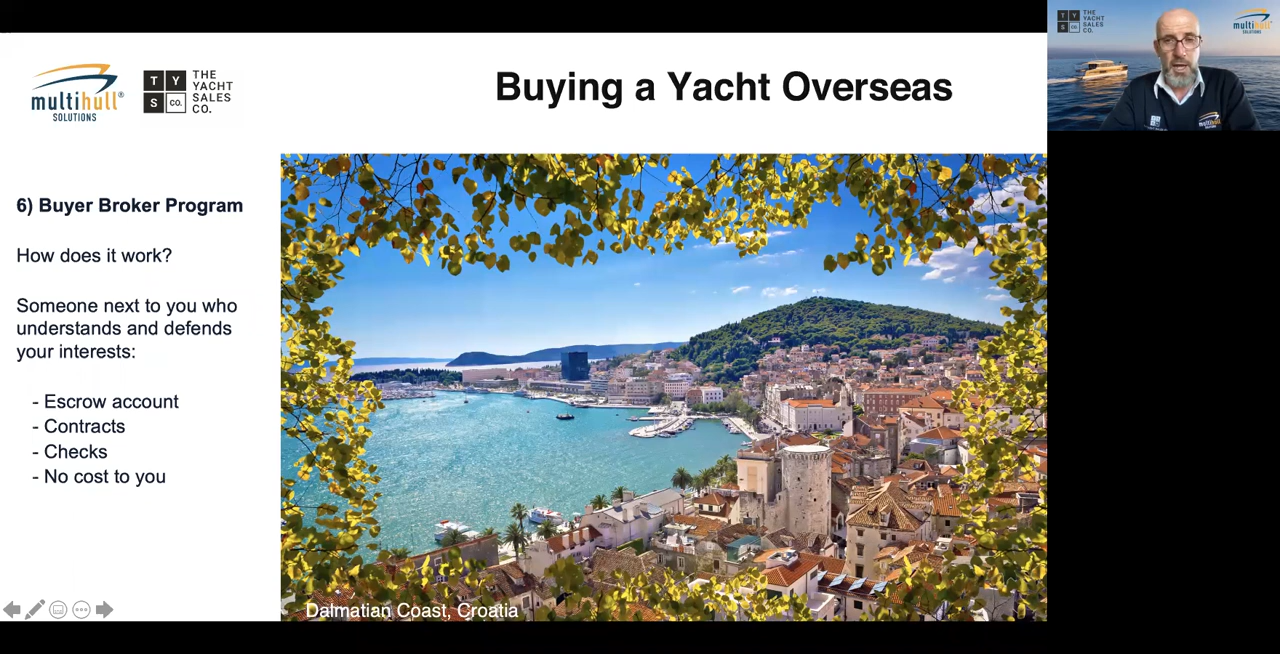 multihull®
SOLUTIONS
T Y
S CO.
THE
YACHT
SALES
CO.
Buying a Yacht Overseas
6) Buyer Broker Program
How does it work?
Someone next to you who
understands and defends
your interests:
- Escrow account
- Contracts
- Checks
- No cost to you
Dalmatian Coast, Croatia
T Y
S CO.
THE
YACHT
SALES
CO.
multihull
SOLUTIONS
multihull